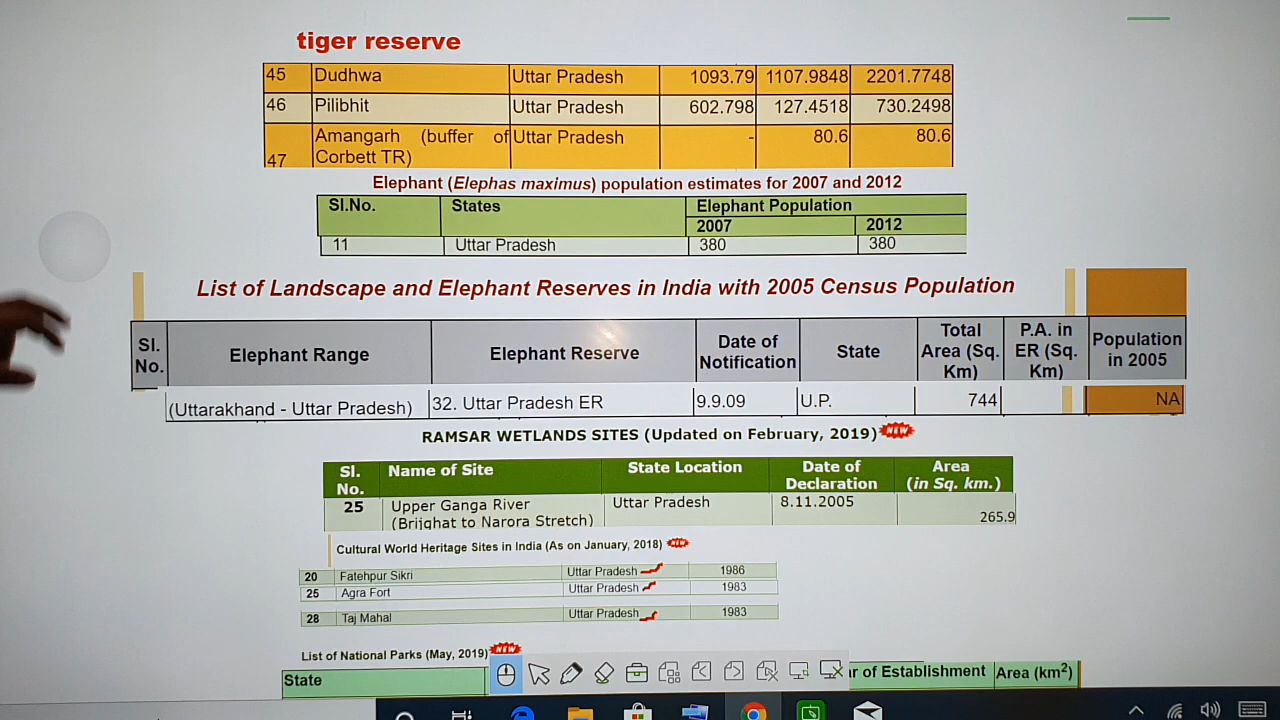 tiger reserve
45 Dudhwa Uttar Pradesh 1093.79 1107.9848 2201.7748
46 Pilibhit Uttar Pradesh 602.798 127.4518 730.2498
47 Amangarh (buffer of Corbett TR) Uttar Pradesh - 80.6 80.6
Elephant (Elephas maximus) population estimates for 2007 and 2012
Sl.No. States Elephant Population
2007 2012
11 Uttar Pradesh 380 380
List of Landscape and Elephant Reserves in India with 2005 Census Population
Sl. No. Elephant Range Elephant Reserve Date of Notification State Total Area (Sq. Km) P.A. in ER (Sq. Km) Population in 2005
(Uttarakhand - Uttar Pradesh) 32. Uttar Pradesh ER 9.9.09 U.P. 744 NA
RAMSAR WETLANDS SITES (Updated on February, 2019) NEW
Sl. No. Name of Site State Location Date of Declaration Area (in Sq. km.)
25 Upper Ganga River (Brijghat to Narora Stretch) Uttar Pradesh 8.11.2005 265.9
Cultural World Heritage Sites in India (As on January, 2018) NEW
20 Fatehpur Sikri Uttar Pradesh 1986
25 Agra Fort Uttar Pradesh 1983
28 Taj Mahal Uttar Pradesh 1983
List of National Parks (May, 2019) NEW
State r of Establishment Area (km²)